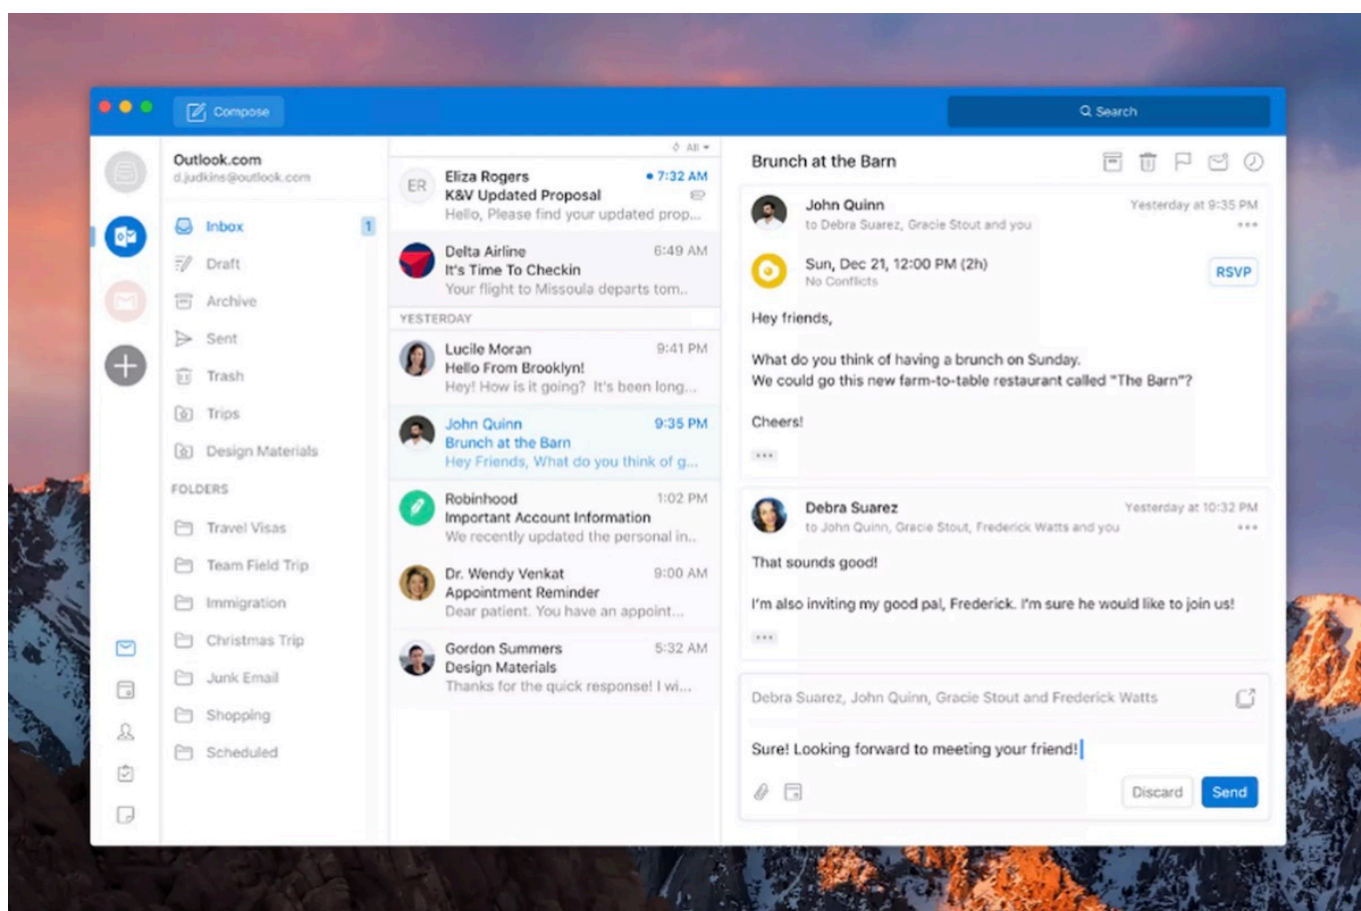 Compose
Search
Outlook.com
d.judkins@outlook.com
Inbox 1
Draft
Archive
Sent
Trash
Trips
Design Materials
FOLDERS
Travel Visas
Team Field Trip
Immigration
Christmas Trip
Junk Email
Shopping
Scheduled
All
ER
Eliza Rogers 7:32 AM
K&V Updated Proposal
Hello, Please find your updated prop...
Delta Airline 6:49 AM
It's Time To Checkin
Your flight to Missoula departs tom..
YESTERDAY
Lucile Moran 9:41 PM
Hello From Brooklyn!
Hey! How is it going? It's been long...
John Quinn 9:35 PM
Brunch at the Barn
Hey Friends, What do you think of g...
Robinhood 1:02 PM
Important Account Information
We recently updated the personal in..
Dr. Wendy Venkat 9:00 AM
Appointment Reminder
Dear patient. You have an appoint...
Gordon Summers 5:32 AM
Design Materials
Thanks for the quick response! I wi...
Brunch at the Barn
John Quinn Yesterday at 9:35 PM
to Debra Suarez, Gracie Stout and you
Sun, Dec 21, 12:00 PM (2h)
No Conflicts
RSVP
Hey friends,
What do you think of having a brunch on Sunday.
We could go this new farm-to-table restaurant called "The Barn"?
Cheers!
Debra Suarez Yesterday at 10:32 PM
to John Quinn, Gracie Stout, Frederick Watts and you
That sounds good!
I'm also inviting my good pal, Frederick. I'm sure he would like to join us!
Debra Suarez, John Quinn, Gracie Stout and Frederick Watts
Sure! Looking forward to meeting your friend!
Discard Send